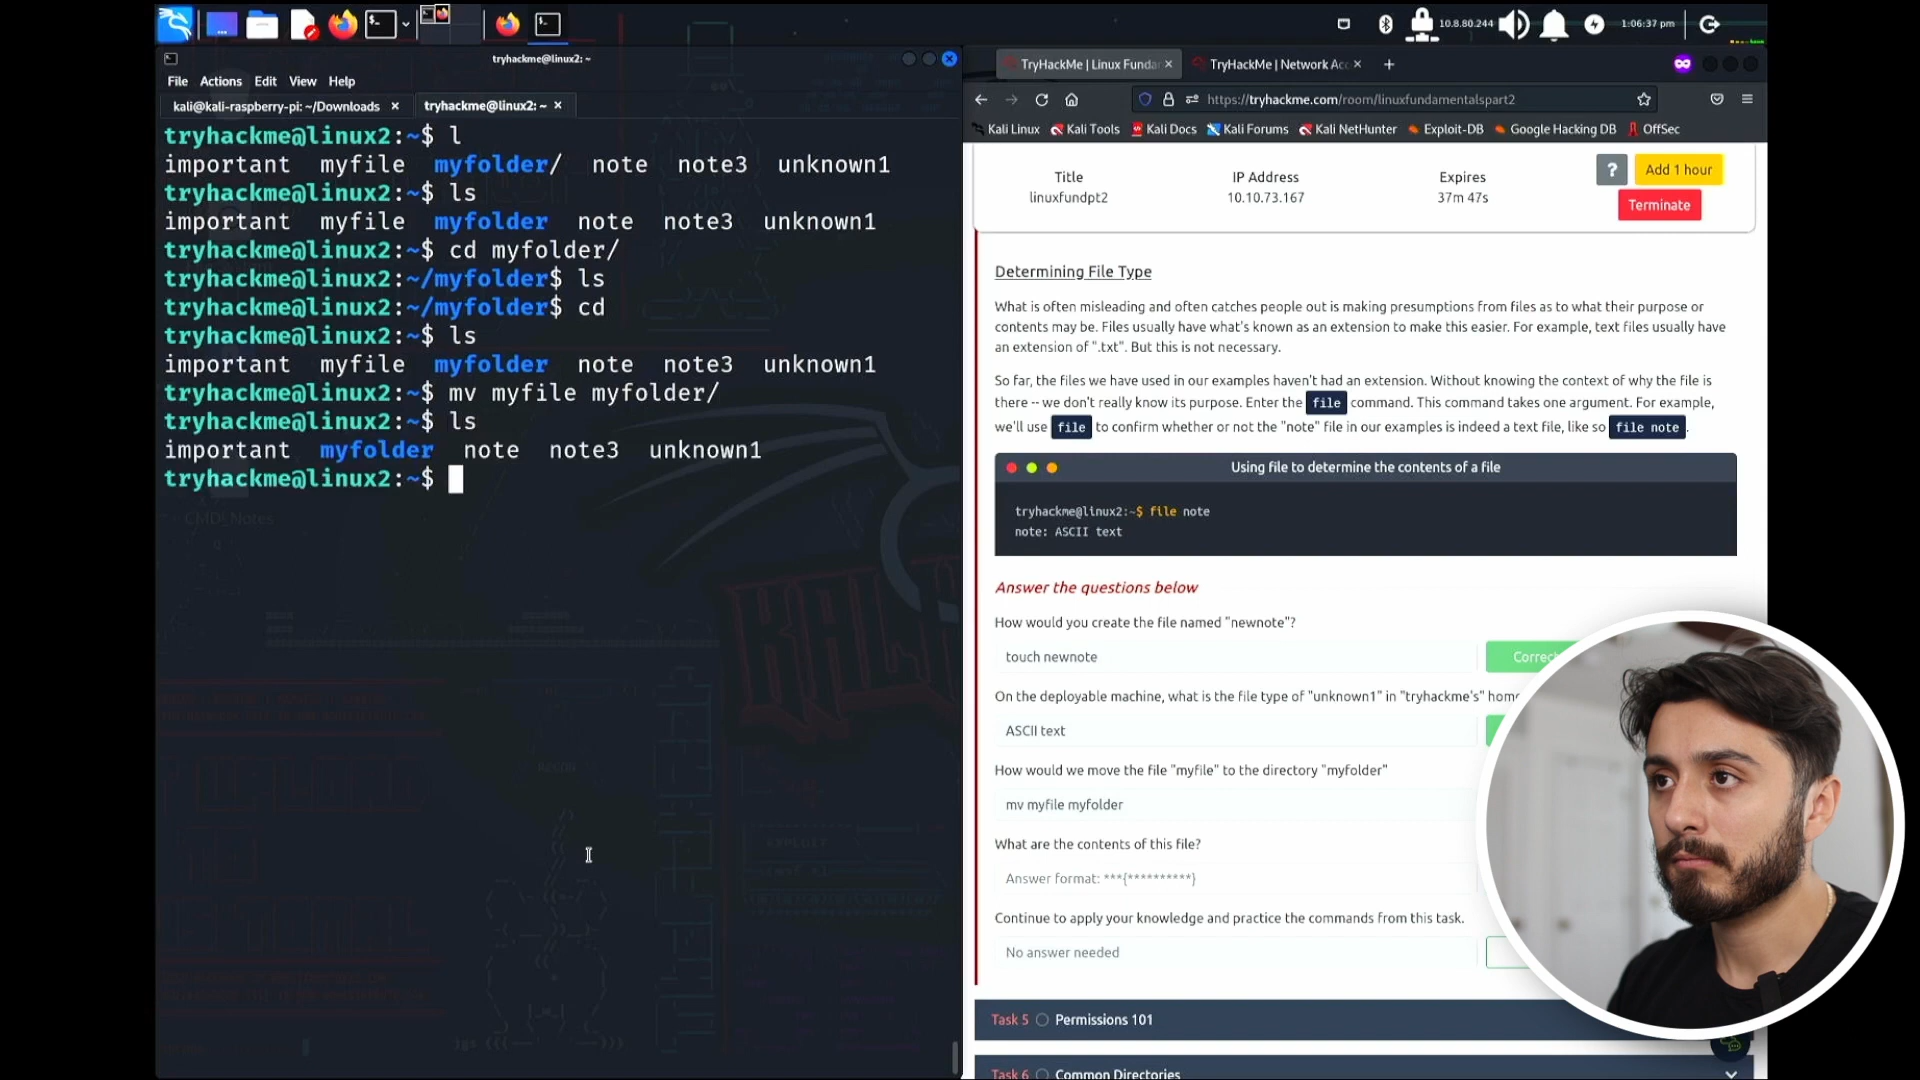 10.8.80.244
1:06:37 pm
tryhackme@linux2: ~
File Actions Edit View Help
kali@kali-raspberry-pi: ~/Downloads ×
tryhackme@linux2: ~ ×
tryhackme@linux2:~$ l
important myfile myfolder/ note note3 unknown1
tryhackme@linux2:~$ ls
important myfile myfolder note note3 unknown1
tryhackme@linux2:~$ cd myfolder/
tryhackme@linux2:~/myfolder$ ls
tryhackme@linux2:~/myfolder$ cd
tryhackme@linux2:~$ ls
important myfile myfolder note note3 unknown1
tryhackme@linux2:~$ mv myfile myfolder/
tryhackme@linux2:~$ ls
important myfolder note note3 unknown1
tryhackme@linux2:~$
CMD_Notes
TryHackMe | Linux Funda ×
TryHackMe | Network Acc ×
https://tryhackme.com/room/linuxfundamentalspart2
Kali Linux Kali Tools Kali Docs Kali Forums Kali NetHunter Exploit-DB Google Hacking DB OffSec
Title IP Address Expires
linuxfundpt2 10.10.73.167 37m 47s
? Add 1 hour
Terminate
Determining File Type
What is often misleading and often catches people out is making presumptions from files as to what their purpose or
contents may be. Files usually have what's known as an extension to make this easier. For example, text files usually have
an extension of ".txt". But this is not necessary.
So far, the files we have used in our examples haven't had an extension. Without knowing the context of why the file is
there -- we don't really know its purpose. Enter the file command. This command takes one argument. For example,
we'll use file to confirm whether or not the "note" file in our examples is indeed a text file, like so file note .
Using file to determine the contents of a file
tryhackme@linux2:~$ file note
note: ASCII text
Answer the questions below
How would you create the file named "newnote"?
touch newnote
Correct
On the deployable machine, what is the file type of "unknown1" in "tryhackme's" home
ASCII text
How would we move the file "myfile" to the directory "myfolder"
mv myfile myfolder
What are the contents of this file?
Answer format: ***{**********}
Continue to apply your knowledge and practice the commands from this task.
No answer needed
Task 5 Permissions 101
Task 6 Common Directories